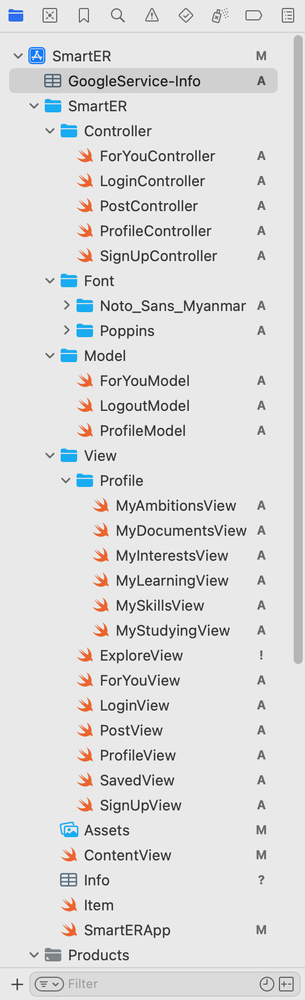 SmartER M
GoogleService-Info A
SmartER
Controller
ForYouController A
LoginController A
PostController A
ProfileController A
SignUpController A
Font
Noto_Sans_Myanmar A
Poppins A
Model
ForYouModel A
LogoutModel A
ProfileModel A
View
Profile
MyAmbitionsView A
MyDocumentsView A
MyInterestsView A
MyLearningView A
MySkillsView A
MyStudyingView A
ExploreView !
ForYouView A
LoginView A
PostView A
ProfileView A
SavedView A
SignUpView A
Assets M
ContentView M
Info ?
Item
SmartERApp M
Products
Filter